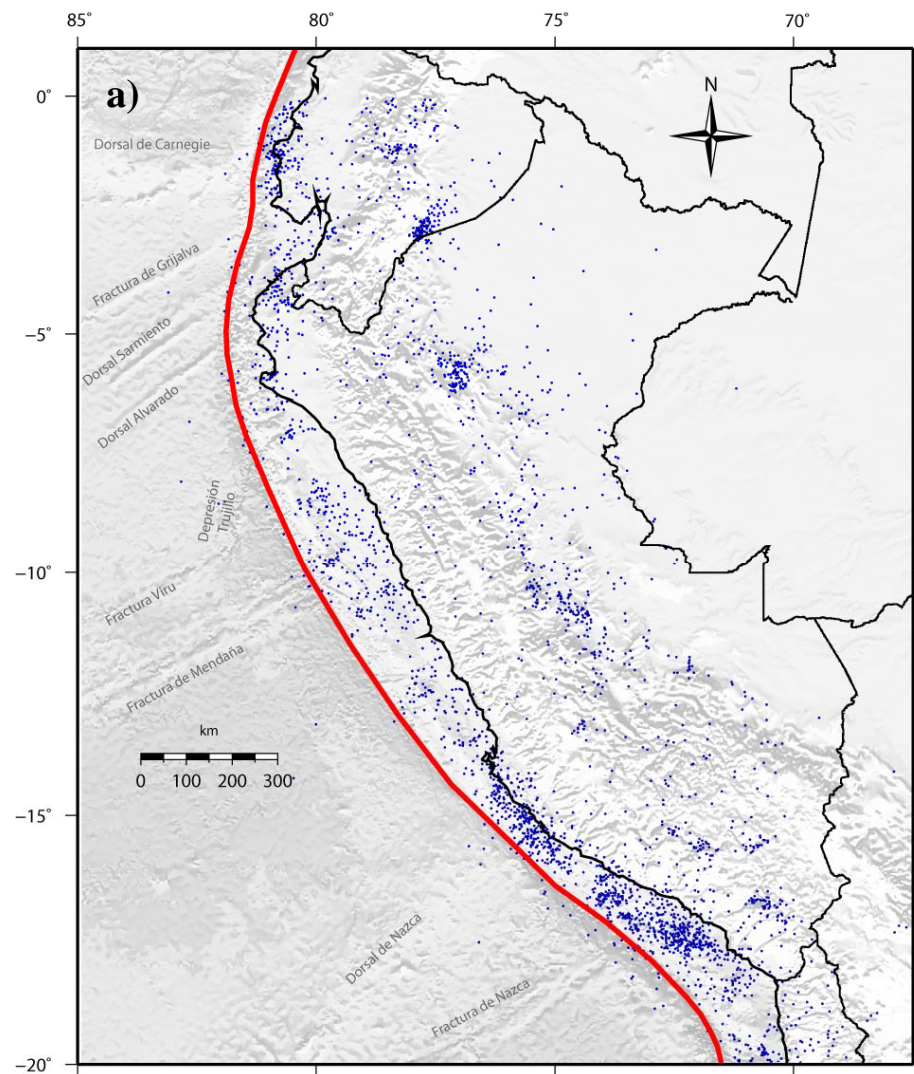 85˚ 80˚ 75˚ 70˚
a)
N
0˚
Dorsal de Carnegie
Fractura de Grijalva
−5˚
Dorsal Sarmiento
Dorsal Alvarado
Depresión
Trujillo
−10˚
Fractura Viru
Fractura de Mendaña
km
0 100 200 300
−15˚
Dorsal de Nazca
Fractura de Nazca
−20˚